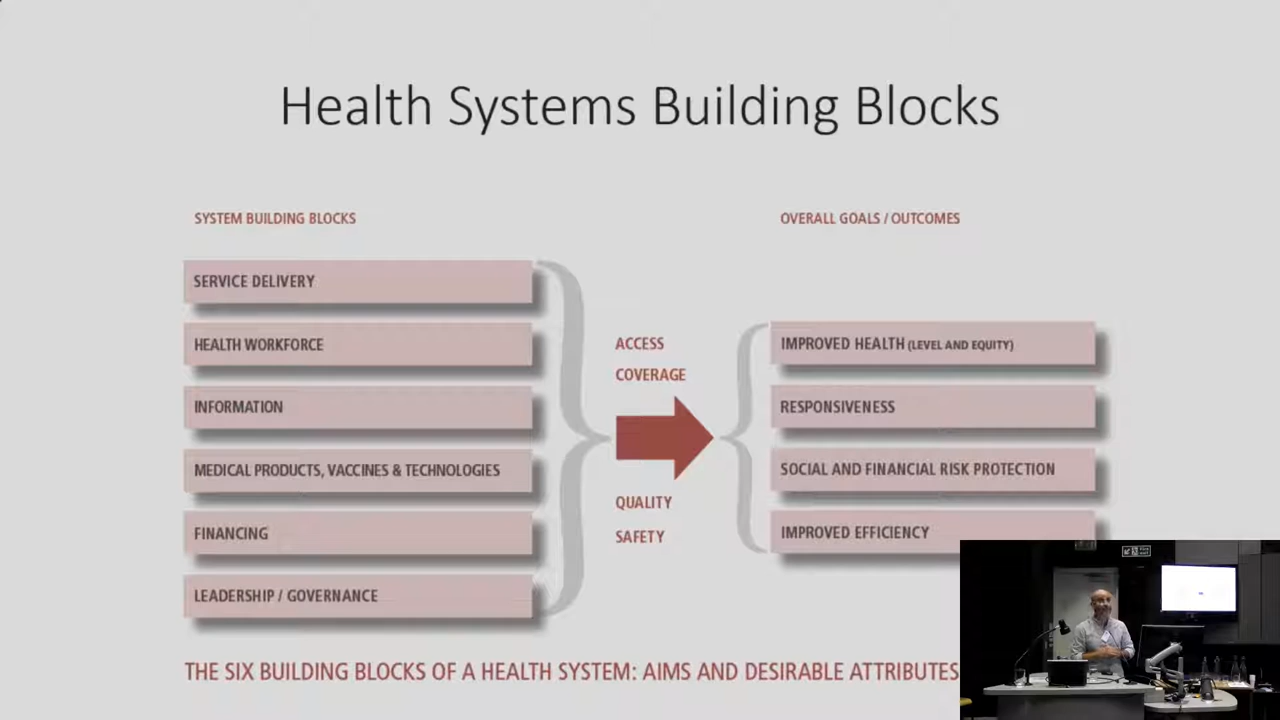 Health Systems Building Blocks
SYSTEM BUILDING BLOCKS
OVERALL GOALS / OUTCOMES
SERVICE DELIVERY
HEALTH WORKFORCE
INFORMATION
MEDICAL PRODUCTS, VACCINES & TECHNOLOGIES
FINANCING
LEADERSHIP / GOVERNANCE
ACCESS
COVERAGE
QUALITY
SAFETY
IMPROVED HEALTH (LEVEL AND EQUITY)
RESPONSIVENESS
SOCIAL AND FINANCIAL RISK PROTECTION
IMPROVED EFFICIENCY
THE SIX BUILDING BLOCKS OF A HEALTH SYSTEM: AIMS AND DESIRABLE ATTRIBUTES